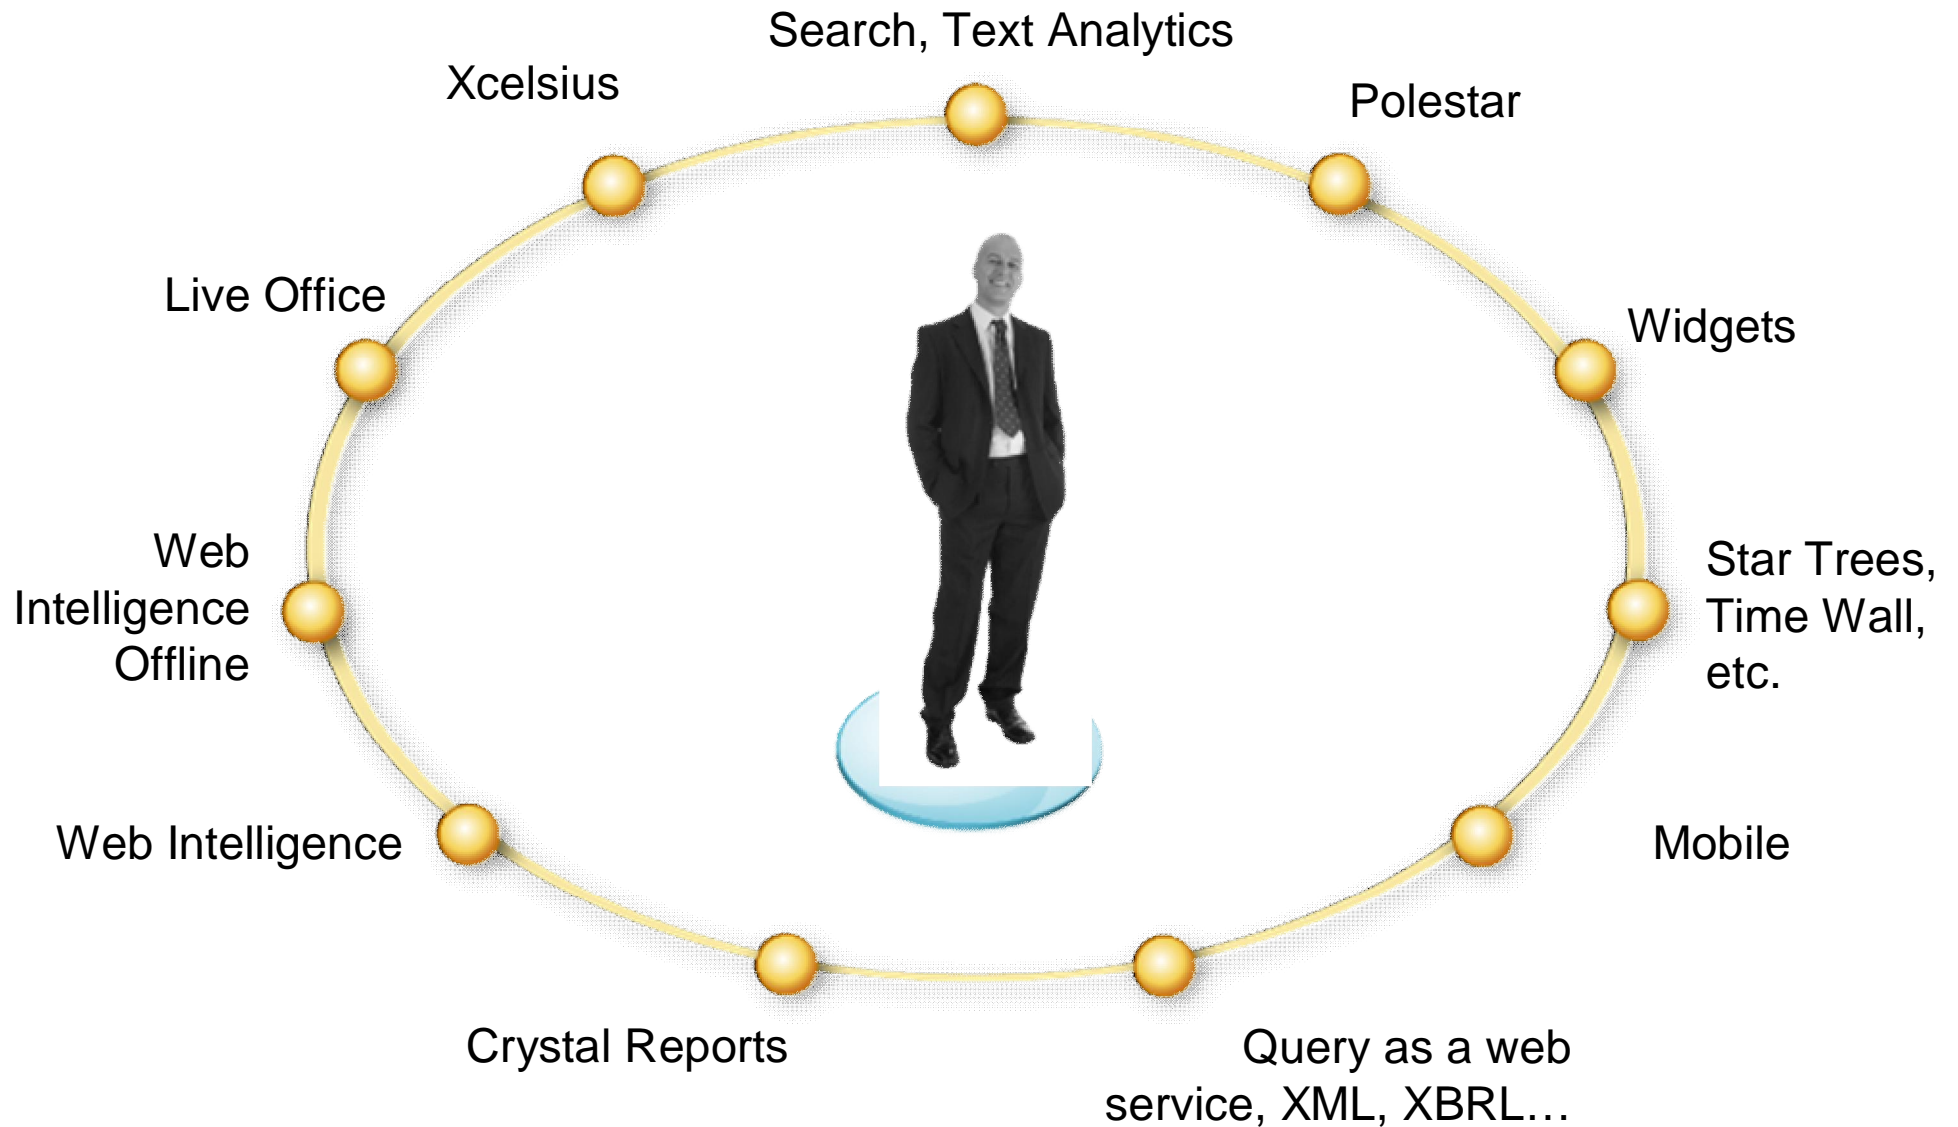 Search, Text Analytics
Xcelsius
Polestar
Live Office
Widgets
Web
Intelligence
Offline
Star Trees,
Time Wall,
etc.
Web Intelligence
Mobile
Crystal Reports
Query as a web
service, XML, XBRL…